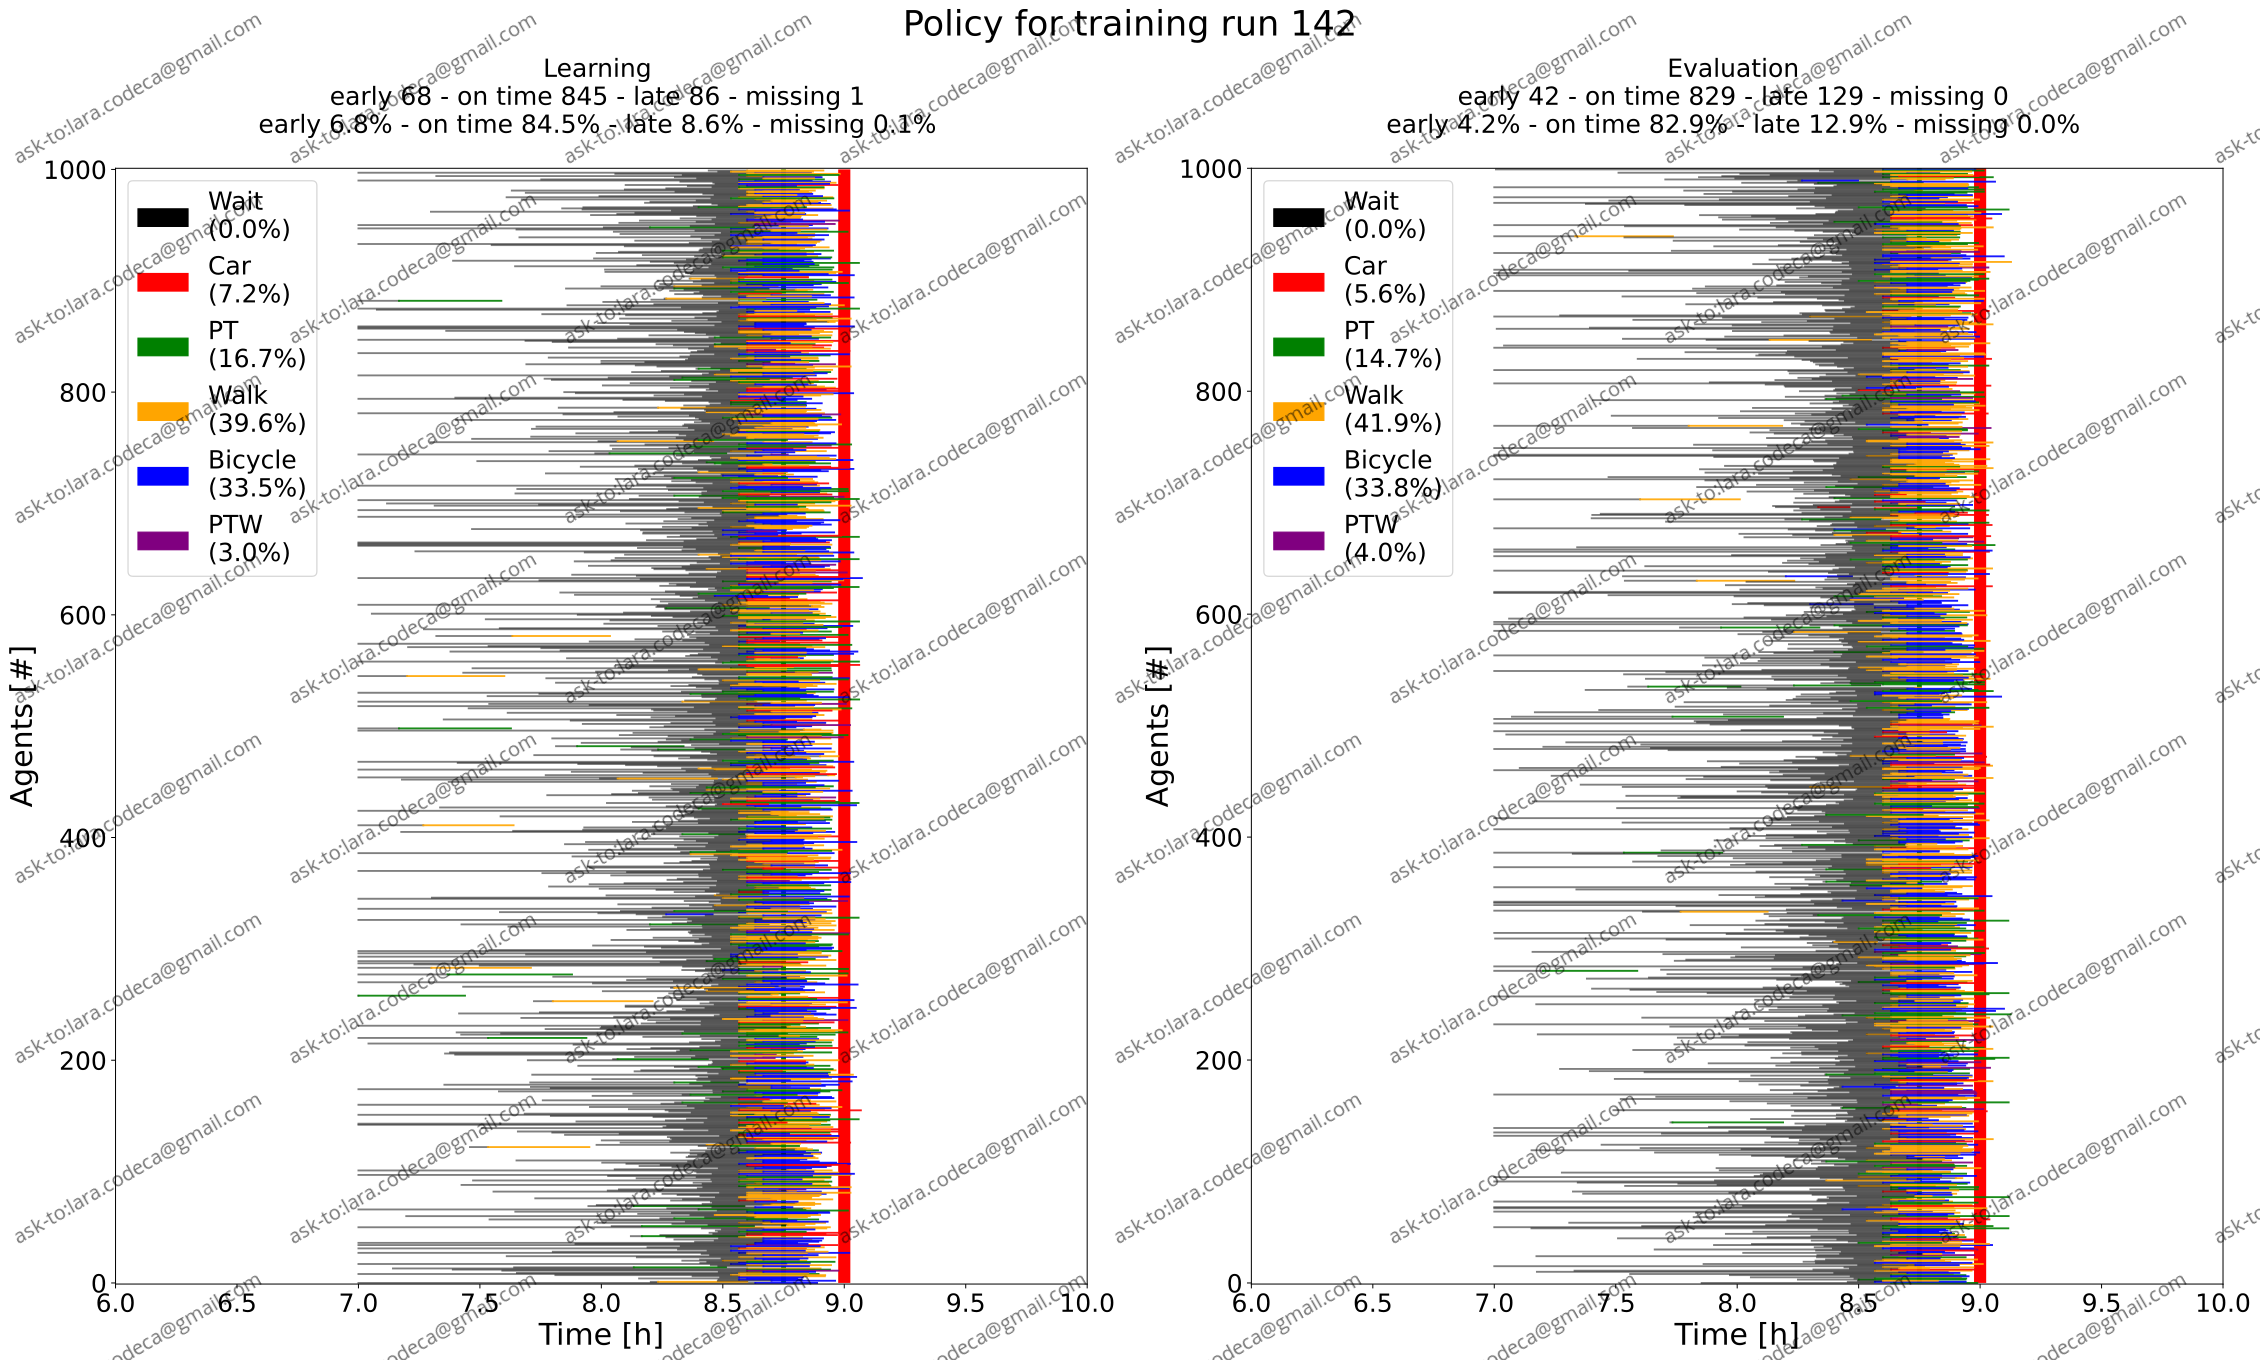 Policy for training run 142
Learning
early 68 - on time 845 - late 86 - missing 1
early 6.8% - on time 84.5% - late 8.6% - missing 0.1%
1000
800
600
400
200
0
Agents [#]
Wait
(0.0%)
Car
(7.2%)
PT
(16.7%)
Walk
(39.6%)
Bicycle
(33.5%)
PTW
(3.0%)
6.0 6.5 7.0 7.5 8.0 8.5 9.0 9.5 10.0
Time [h]
Evaluation
early 42 - on time 829 - late 129 - missing 0
early 4.2% - on time 82.9% - late 12.9% - missing 0.0%
1000
800
600
400
200
0
Agents [#]
Wait
(0.0%)
Car
(5.6%)
PT
(14.7%)
Walk
(41.9%)
Bicycle
(33.8%)
PTW
(4.0%)
6.0 6.5 7.0 7.5 8.0 8.5 9.0 9.5 10.0
Time [h]
ask-to:lara.codeca@gmail.com